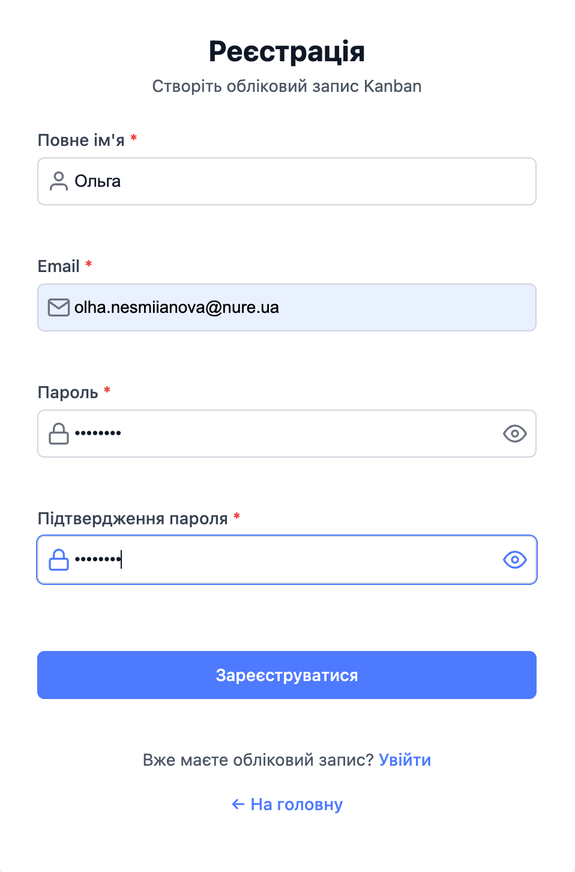 Реєстрація
Створіть обліковий запис Kanban
Повне ім'я *
Ольга
Email *
olha.nesmiianova@nure.ua
Пароль *
••••••••
Підтвердження пароля *
••••••••
Зареєструватися
Вже маєте обліковий запис? Увійти
← На головну